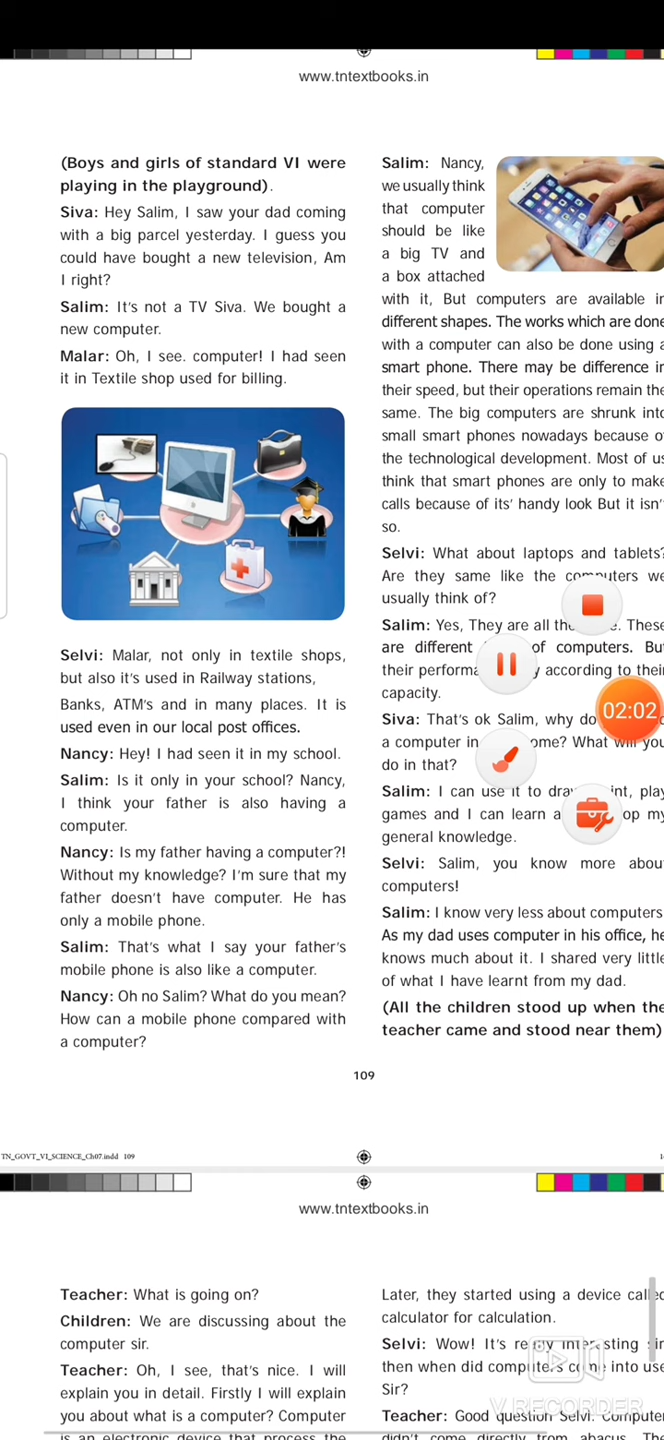 www.tntextbooks.in
(Boys and girls of standard VI were
playing in the playground).
Siva: Hey Salim, I saw your dad coming
with a big parcel yesterday. I guess you
could have bought a new television, Am
I right?
Salim: It's not a TV Siva. We bought a
new computer.
Malar: Oh, I see. computer! I had seen
it in Textile shop used for billing.
Selvi: Malar, not only in textile shops,
but also it's used in Railway stations,
Banks, ATM's and in many places. It is
used even in our local post offices.
Nancy: Hey! I had seen it in my school.
Salim: Is it only in your school? Nancy,
I think your father is also having a
computer.
Nancy: Is my father having a computer?!
Without my knowledge? I'm sure that my
father doesn't have computer. He has
only a mobile phone.
Salim: That's what I say your father's
mobile phone is also like a computer.
Nancy: Oh no Salim? What do you mean?
How can a mobile phone compared with
a computer?
Salim: Nancy,
we usually think
that computer
should be like
a big TV and
a box attached
with it, But computers are available
different shapes. The works which are done
with a computer can also be done using a
smart phone. There may be difference
their speed, but their operations remain the
same. The big computers are shrunk into
small smart phones nowadays because
the technological development. Most of us
think that smart phones are only to make
calls because of its' handy look But it
so.
Selvi: What about laptops and tablets?
Are they same like the computers we
usually think of?
Salim: Yes, They are all the These
are different of computers. But
their according to their
capacity.
Siva: That's ok Salim, why do
a computer in What will you
do in that?
Salim: I can use it to play
games and I can learn my
general knowledge.
Selvi: Salim, you know more about
computers!
Salim: I know very less about computers
As my dad uses computer in his office, he
knows much about it. I shared very little
of what I have learnt from my dad.
(All the children stood up when the
teacher came and stood near them)
02:02
109
TN_GOVT_VI_SCIENCE_Ch07.indd 109
www.tntextbooks.in
Teacher: What is going on?
Children: We are discussing about the
computer sir.
Teacher: Oh, I see, that's nice. I will
explain you in detail. Firstly I will explain
you about what is a computer? Computer
is an electronic device that process the
Later, they started using a device called
calculator for calculation.
Selvi: Wow! It's really interesting sir
then when did computers come into use
Sir?
Teacher: Good question Selvi. Computer
didn't come directly from abacus. The
V RECORDER